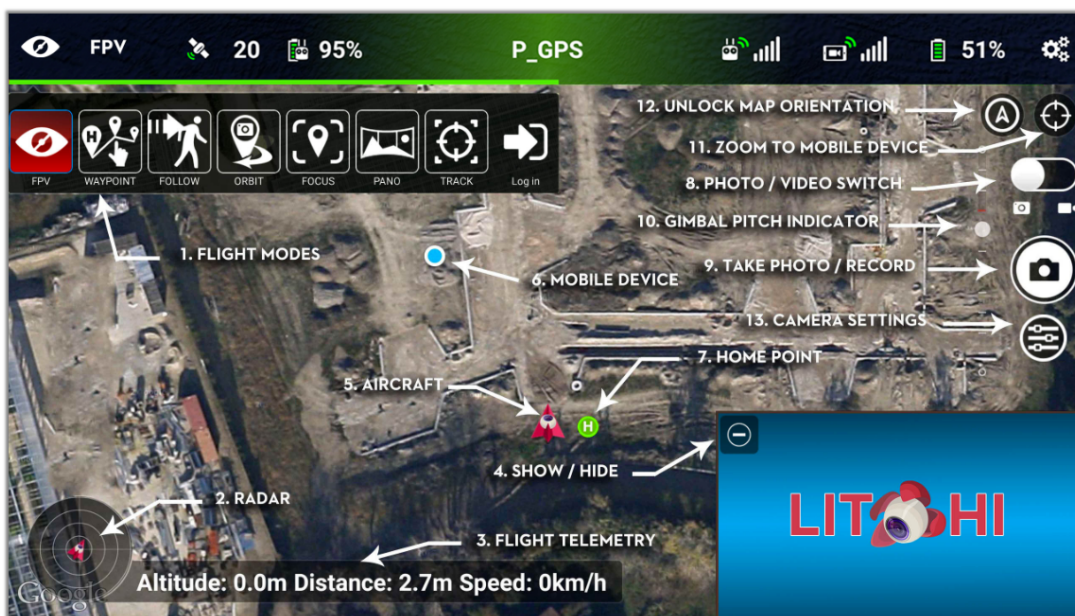 FPV
20
95%
P_GPS
51%
12. UNLOCK MAP ORIENTATION
A
11. ZOOM TO MOBILE DEVICE
H
FPV
WAYPOINT
FOLLOW
ORBIT
FOCUS
PANO
TRACK
Log in
8. PHOTO / VIDEO SWITCH
10. GIMBAL PITCH INDICATOR
1. FLIGHT MODES
6. MOBILE DEVICE
9. TAKE PHOTO / RECORD
13. CAMERA SETTINGS
7. HOME POINT
5. AIRCRAFT
H
4. SHOW / HIDE
2. RADAR
LITCHI
3. FLIGHT TELEMETRY
Altitude: 0.0m Distance: 2.7m Speed: 0km/h
Google